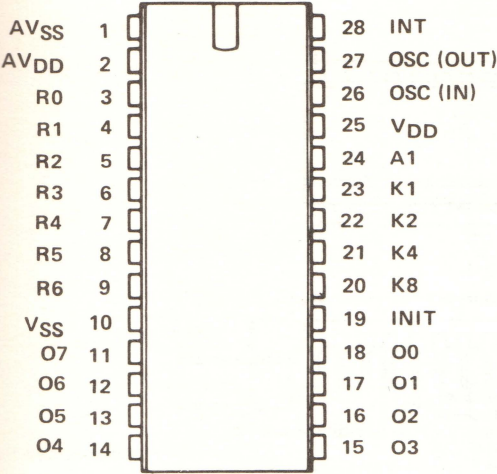 AVSS 1 28 INT
AVDD 2 27 OSC (OUT)
R0 3 26 OSC (IN)
R1 4 25 VDD
R2 5 24 A1
R3 6 23 K1
R4 7 22 K2
R5 8 21 K4
R6 9 20 K8
VSS 10 19 INIT
O7 11 18 O0
O6 12 17 O1
O5 13 16 O2
O4 14 15 O3